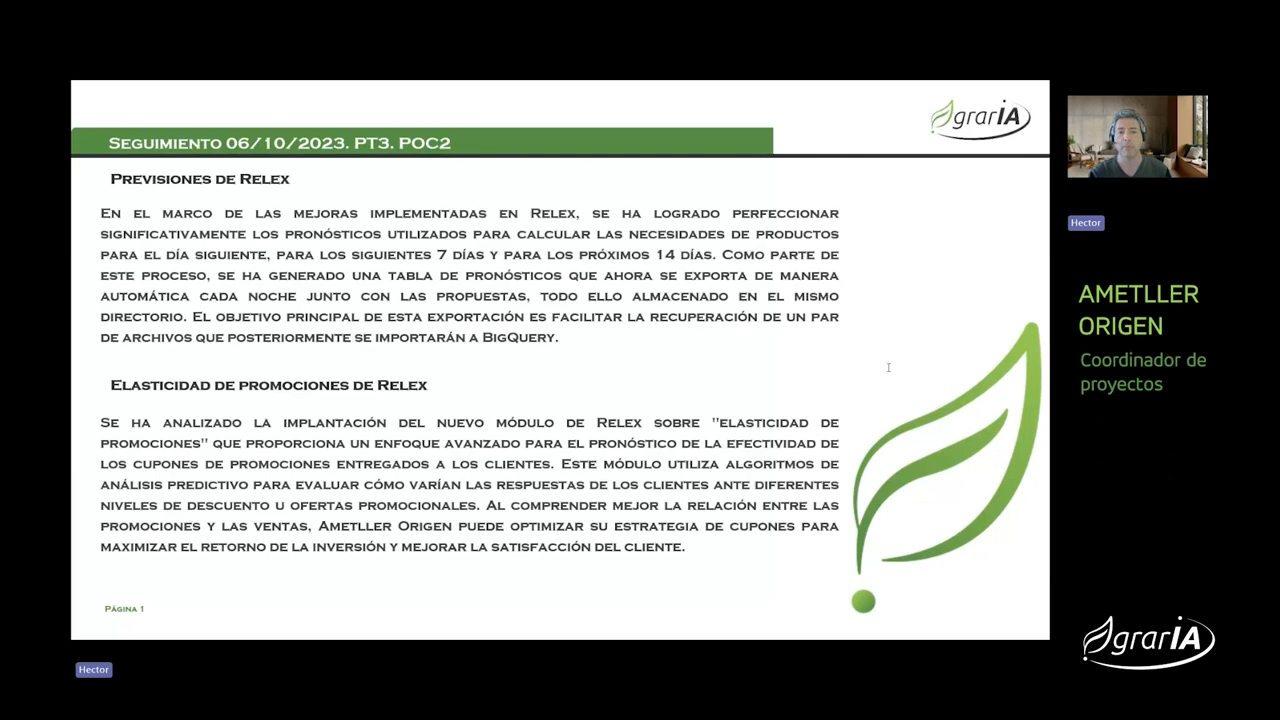 grarIA
Seguimiento 06/10/2023. PT3. POC2
Previsiones de Relex
En el marco de las mejoras implementadas en Relex, se ha logrado perfeccionar
significativamente los pronósticos utilizados para calcular las necesidades de productos
para el día siguiente, para los siguientes 7 días y para los próximos 14 días. Como parte de
este proceso, se ha generado una tabla de pronósticos que ahora se exporta de manera
automática cada noche junto con las propuestas, todo ello almacenado en el mismo
directorio. El objetivo principal de esta exportación es facilitar la recuperación de un par
de archivos que posteriormente se importarán a BigQuery.
Elasticidad de promociones de Relex
Se ha analizado la implantación del nuevo módulo de Relex sobre "elasticidad de
promociones" que proporciona un enfoque avanzado para el pronóstico de la efectividad de
los cupones de promociones entregados a los clientes. Este módulo utiliza algoritmos de
análisis predictivo para evaluar cómo varían las respuestas de los clientes ante diferentes
niveles de descuento u ofertas promocionales. Al comprender mejor la relación entre las
promociones y las ventas, Ametller Origen puede optimizar su estrategia de cupones para
maximizar el retorno de la inversión y mejorar la satisfacción del cliente.
Página 1
Hector
Hector
AMETLLER
ORIGEN
Coordinador de
proyectos
grarIA